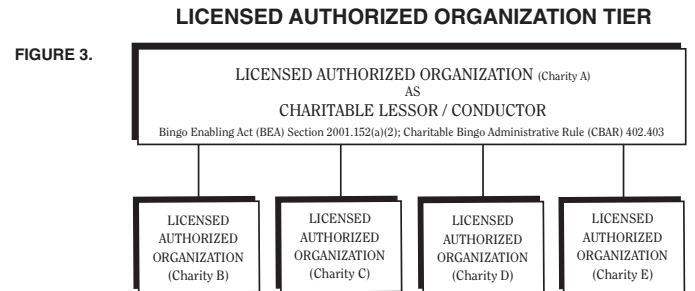 LICENSED AUTHORIZED ORGANIZATION TIER
FIGURE 3.
LICENSED AUTHORIZED ORGANIZATION (Charity A)
AS
CHARITABLE LESSOR / CONDUCTOR
Bingo Enabling Act (BEA) Section 2001.152(a)(2); Charitable Bingo Administrative Rule (CBAR) 402.403
LICENSED
AUTHORIZED
ORGANIZATION
(Charity B)
LICENSED
AUTHORIZED
ORGANIZATION
(Charity C)
LICENSED
AUTHORIZED
ORGANIZATION
(Charity D)
LICENSED
AUTHORIZED
ORGANIZATION
(Charity E)